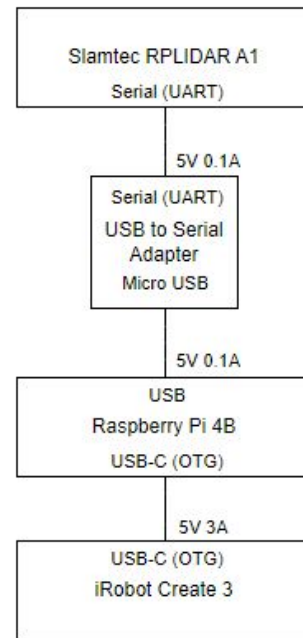 Slamtec RPLIDAR A1
Serial (UART)
5V 0.1A
Serial (UART)
USB to Serial
Adapter
Micro USB
5V 0.1A
USB
Raspberry Pi 4B
USB-C (OTG)
5V 3A
USB-C (OTG)
iRobot Create 3